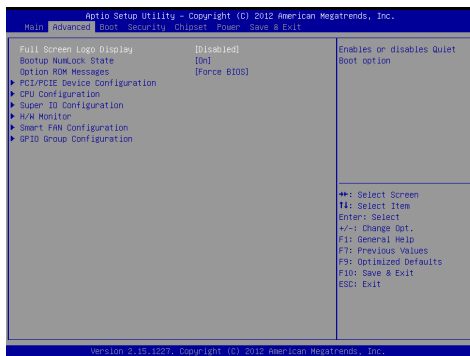 Aptio Setup Utility – Copyright (C) 2012 American Megatrends, Inc.
Main Advanced Boot Security Chipset Power Save & Exit
Full Screen Logo Display [Disabled]
Bootup NumLock State [On]
Option ROM Messages [Force BIOS]
PCI/PCIE Device Configuration
CPU Configuration
Super IO Configuration
H/W Monitor
Smart FAN Configuration
GPIO Group Configuration
Enables or disables Quiet
Boot option
→←: Select Screen
↑↓: Select Item
Enter: Select
+/-: Change Opt.
F1: General Help
F7: Previous Values
F9: Optimized Defaults
F10: Save & Exit
ESC: Exit
Version 2.15.1227. Copyright (C) 2012 American Megatrends, Inc.